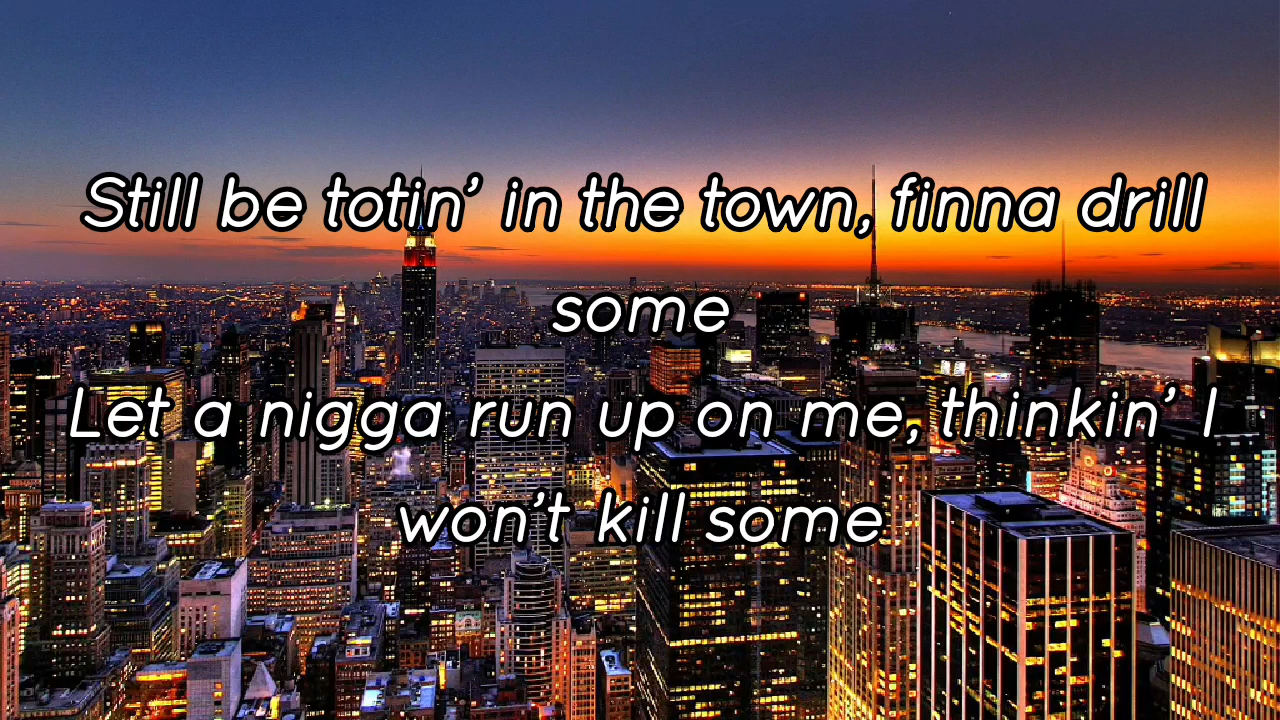 Still be totin’ in the town, finna drill
some
Let a nigga run up on me, thinkin’ I
won’t kill some